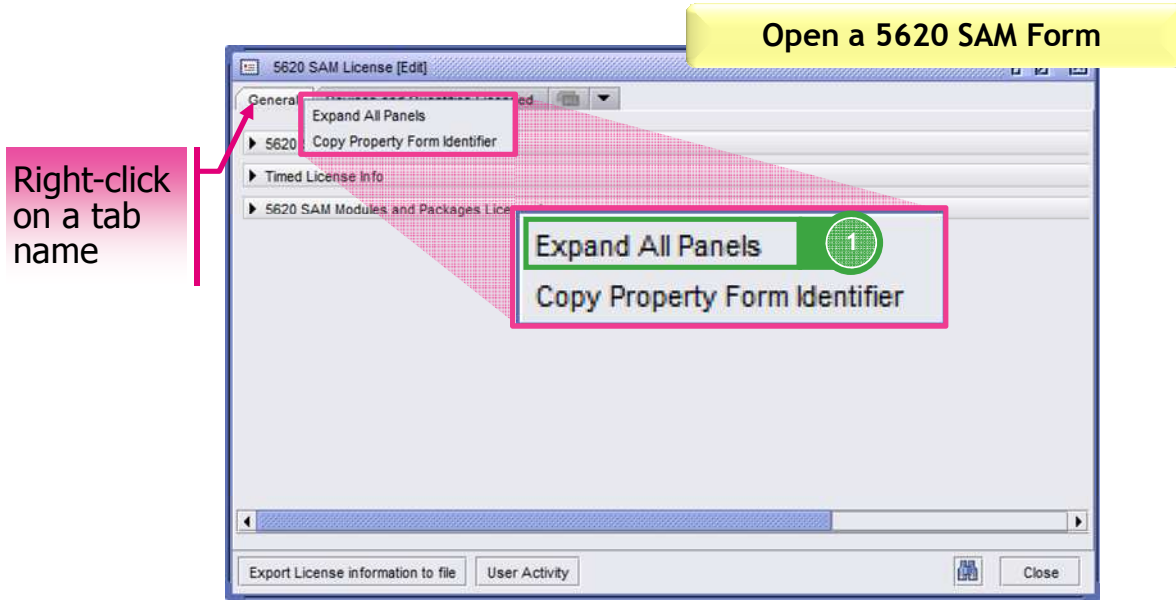 Open a 5620 SAM Form
5620 SAM License [Edit]
General
Expand All Panels
5620
Copy Property Form Identifier
Timed License Info
5620 SAM Modules and Packages
Right-click
on a tab
name
Expand All Panels 1
Copy Property Form Identifier
Export License information to file User Activity Close